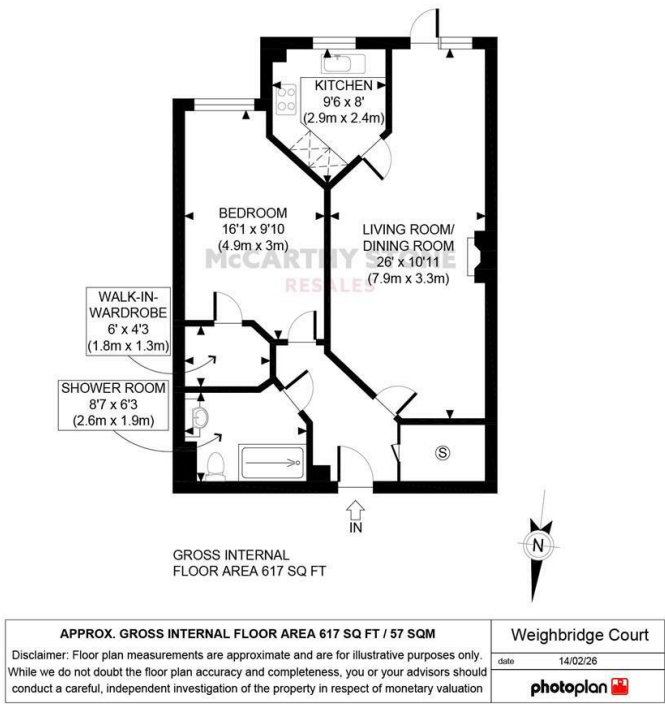 KITCHEN
9'6 x 8'
(2.9m x 2.4m)
BEDROOM
16'1 x 9'10
(4.9m x 3m)
LIVING ROOM/
DINING ROOM
26' x 10'11
(7.9m x 3.3m)
McCARTHY STONE
RESALES
WALK-IN-
WARDROBE
6' x 4'3
(1.8m x 1.3m)
SHOWER ROOM
8'7 x 6'3
(2.6m x 1.9m)
S
IN
N
GROSS INTERNAL
FLOOR AREA 617 SQ FT
APPROX. GROSS INTERNAL FLOOR AREA 617 SQ FT / 57 SQM
Disclaimer: Floor plan measurements are approximate and are for illustrative purposes only.
While we do not doubt the floor plan accuracy and completeness, you or your advisors should
conduct a careful, independent investigation of the property in respect of monetary valuation
Weighbridge Court
date 14/02/26
photoplan